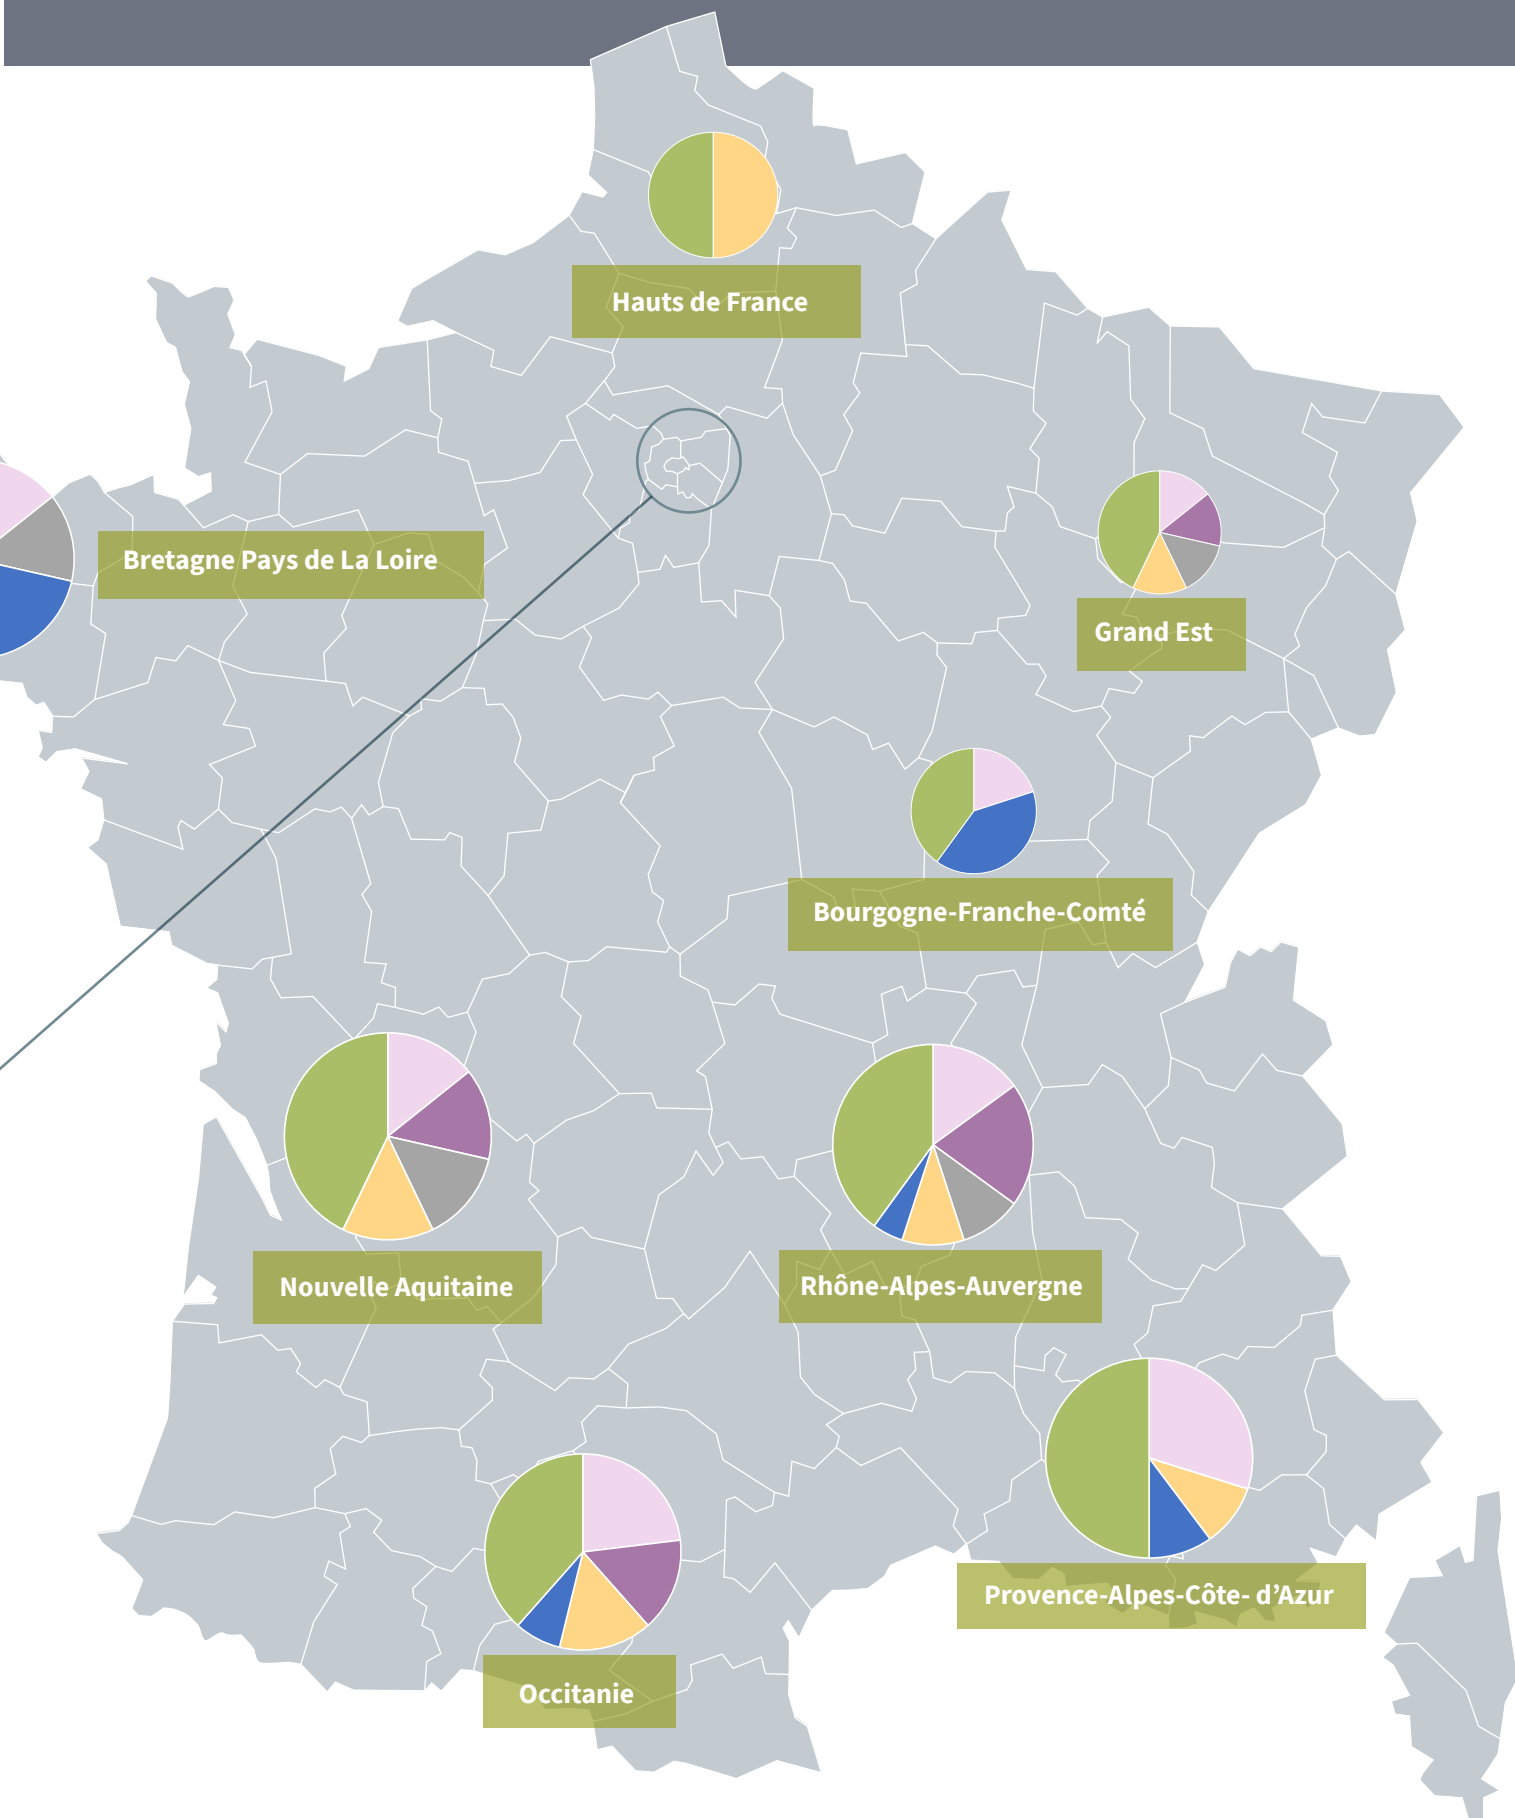 Hauts de France
Bretagne Pays de La Loire
Grand Est
Bourgogne-Franche-Comté
Nouvelle Aquitaine
Rhône-Alpes-Auvergne
Provence-Alpes-Côte- d’Azur
Occitanie